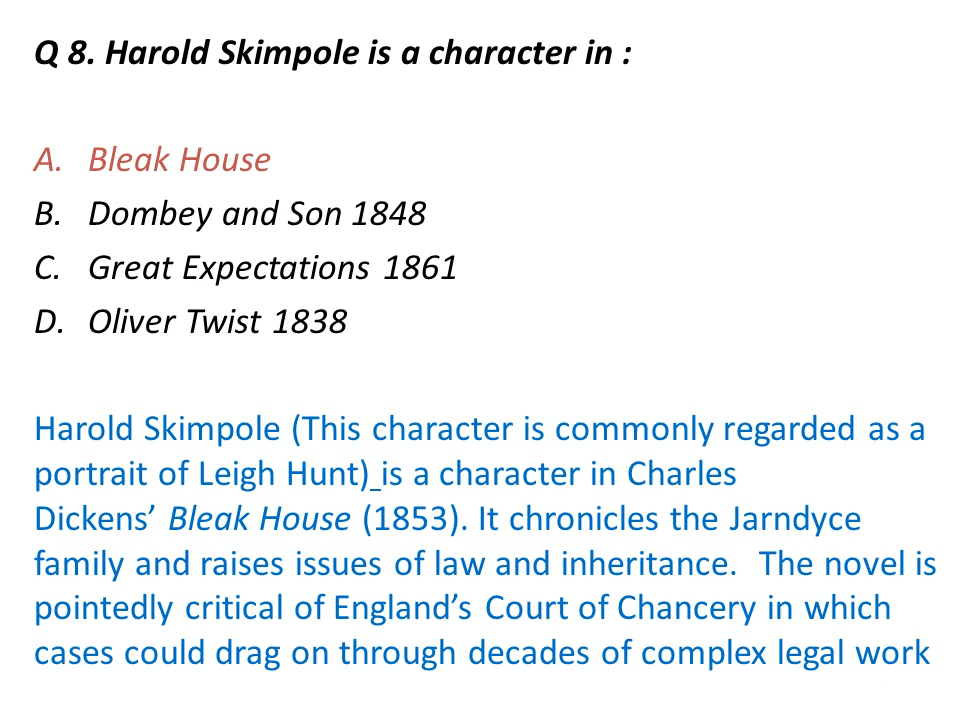 Q 8. Harold Skimpole is a character in :
A. Bleak House
B. Dombey and Son 1848
C. Great Expectations 1861
D. Oliver Twist 1838
Harold Skimpole (This character is commonly regarded as a
portrait of Leigh Hunt) is a character in Charles
Dickens’ Bleak House (1853). It chronicles the Jarndyce
family and raises issues of law and inheritance.  The novel is
pointedly critical of England’s Court of Chancery in which
cases could drag on through decades of complex legal work